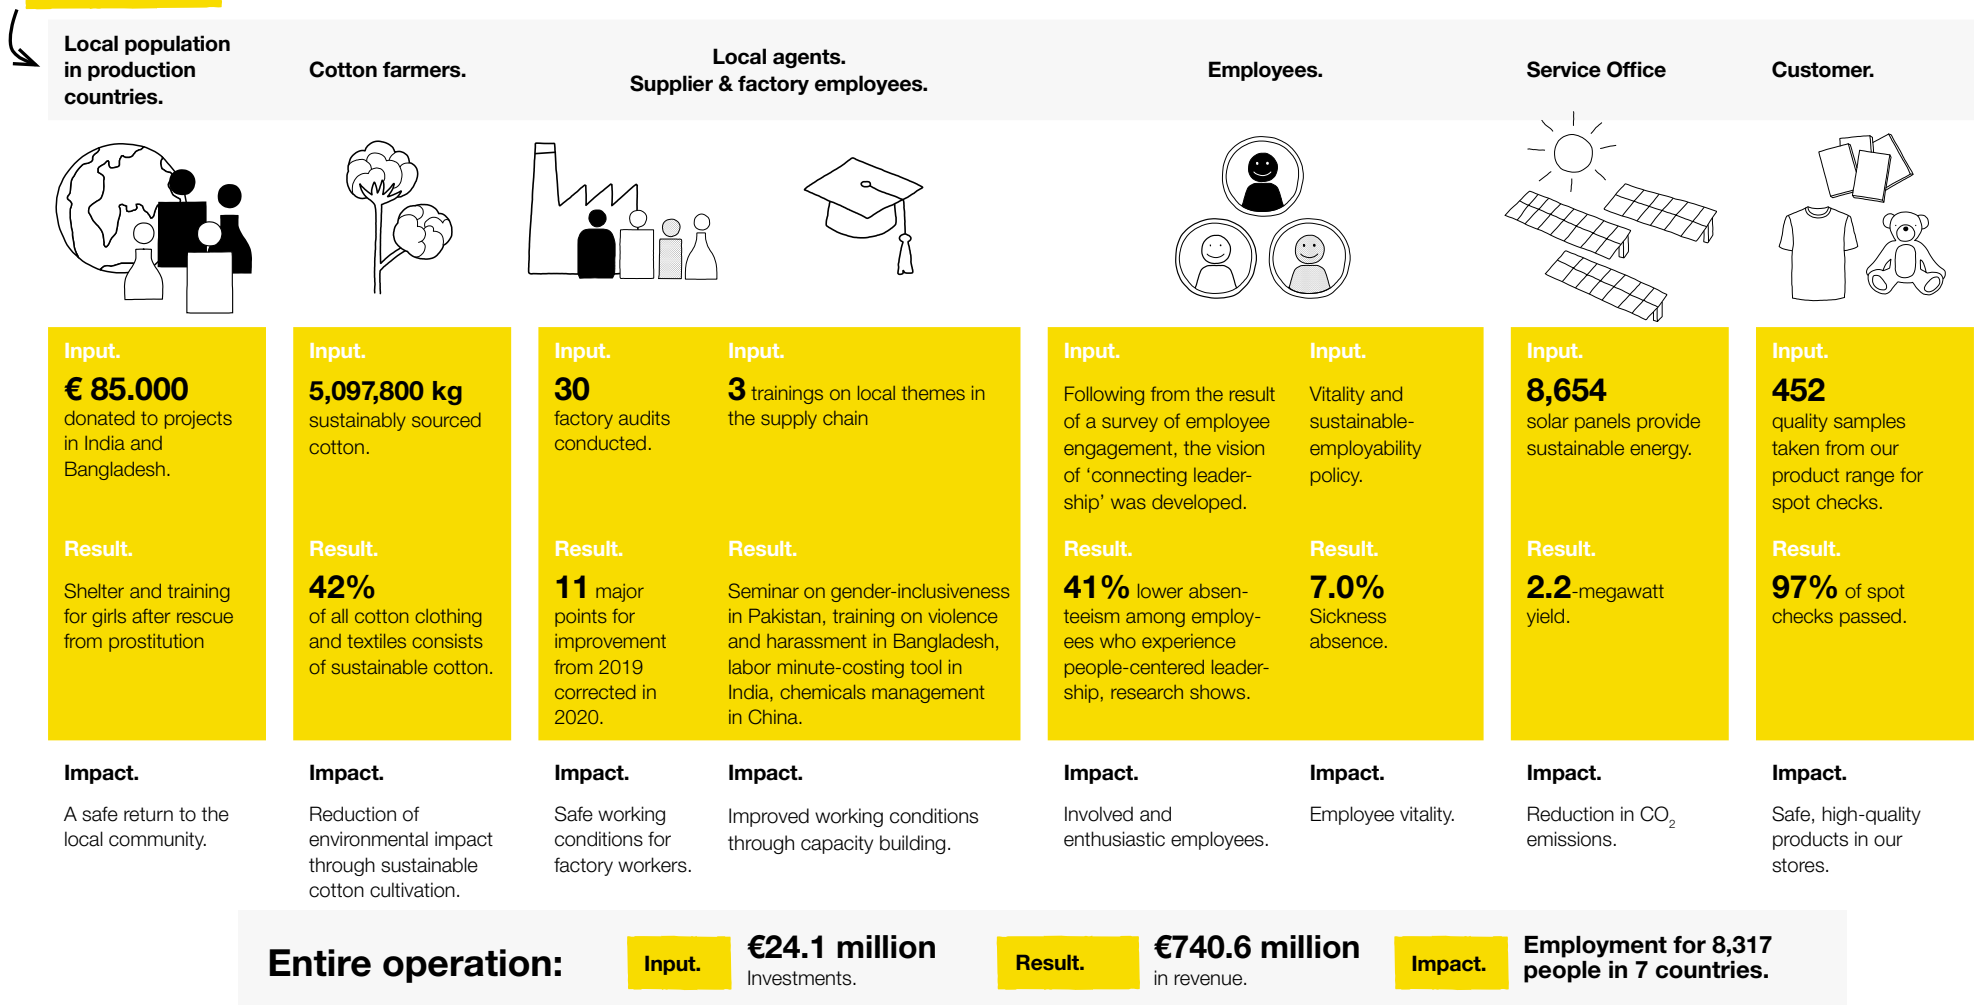 Local population
in production
countries.
Cotton farmers.
Local agents.
Supplier & factory employees.
Employees.
Service Office
Customer.
Input.
€ 85.000
donated to projects
in India and
Bangladesh.
Result.
Shelter and training
for girls after rescue
from prostitution
Impact.
A safe return to the
local community.
Input.
5,097,800 kg
sustainably sourced
cotton.
Result.
42%
of all cotton clothing
and textiles consists
of sustainable cotton.
Impact.
Reduction of
environmental impact
through sustainable
cotton cultivation.
Input.
30
factory audits
conducted.
Result.
11 major
points for
improvement
from 2019
corrected in
2020.
Impact.
Safe working
conditions for
factory workers.
Input.
3 trainings on local themes in
the supply chain
Result.
Seminar on gender-inclusiveness
in Pakistan, training on violence
and harassment in Bangladesh,
labor minute-costing tool in
India, chemicals management
in China.
Impact.
Improved working conditions
through capacity building.
Input.
Following from the result
of a survey of employee
engagement, the vision
of ‘connecting leader-
ship’ was developed.
Result.
41% lower absen-
teeism among employ-
ees who experience
people-centered leader-
ship, research shows.
Impact.
Involved and
enthusiastic employees.
Input.
Vitality and
sustainable-
employability
policy.
Result.
7.0%
Sickness
absence.
Impact.
Employee vitality.
Input.
8,654
solar panels provide
sustainable energy.
Result.
2.2-megawatt
yield.
Impact.
Reduction in CO2
emissions.
Input.
452
quality samples
taken from our
product range for
spot checks.
Result.
97% of spot
checks passed.
Impact.
Safe, high-quality
products in our
stores.
Entire operation:
Input.
€24.1 million
Investments.
Result.
€740.6 million
in revenue.
Impact.
Employment for 8,317
people in 7 countries.